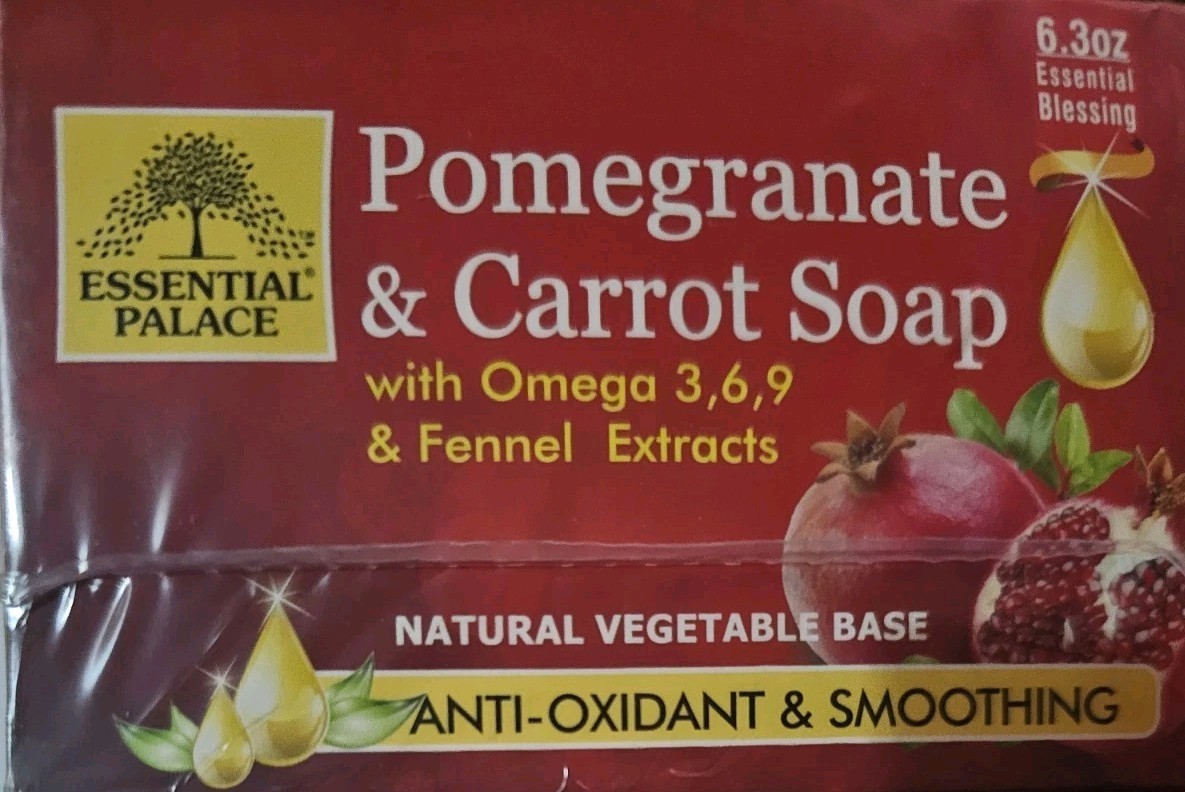 6.3oz
Essential
Blessing
ESSENTIAL®
PALACE
™
Pomegranate
& Carrot Soap
with Omega 3,6,9
& Fennel Extracts
NATURAL VEGETABLE BASE
ANTI-OXIDANT & SMOOTHING